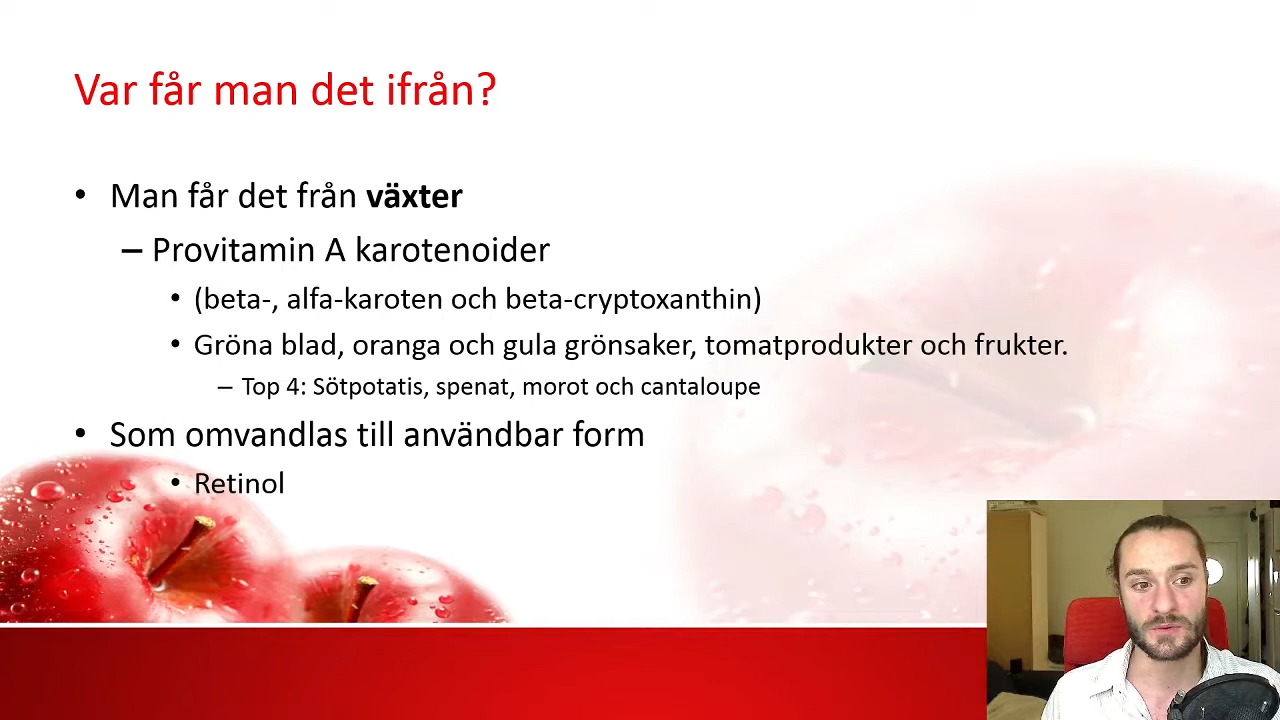 Var får man det ifrån?
• Man får det från växter
– Provitamin A karotenoider
• (beta-, alfa-karoten och beta-cryptoxanthin)
• Gröna blad, oranga och gula grönsaker, tomatprodukter och frukter.
– Top 4: Sötpotatis, spenat, morot och cantaloupe
• Som omvandlas till användbar form
• Retinol